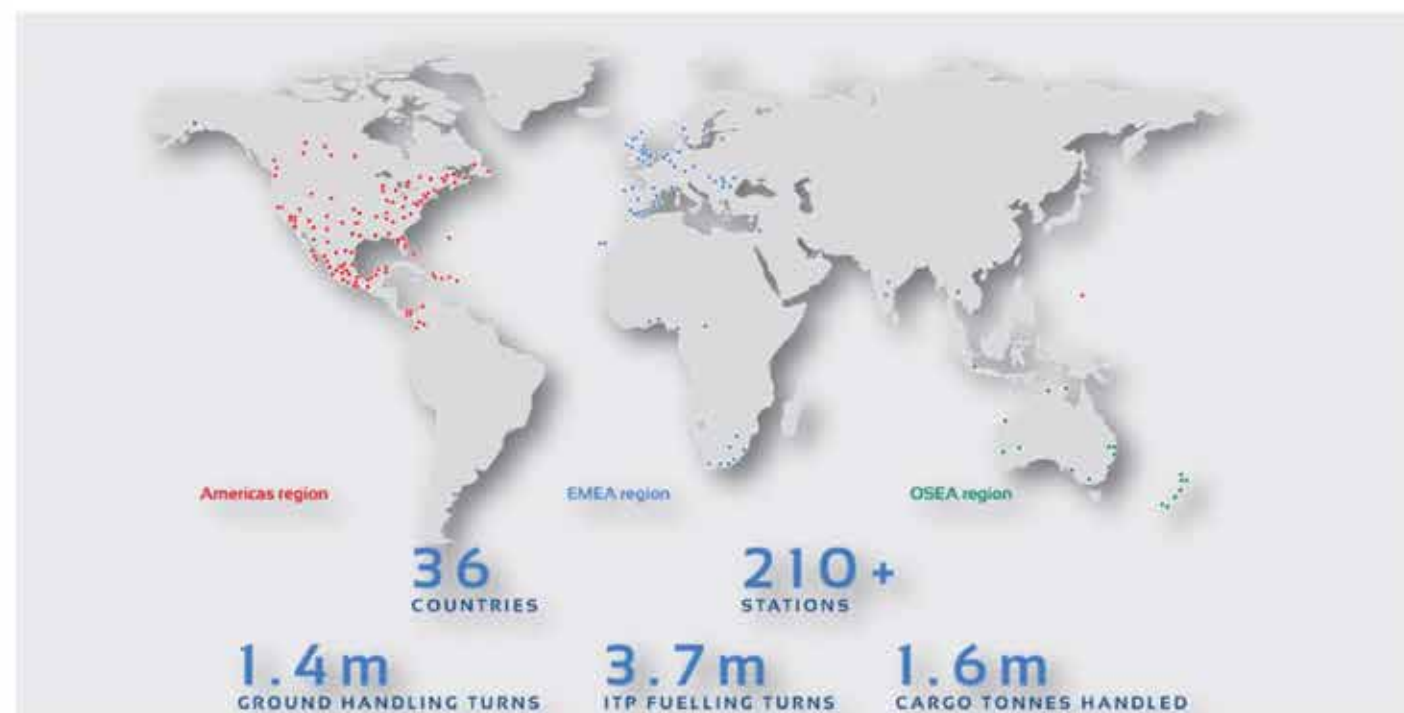 Americas region
EMEA region
OSEA region
36
COUNTRIES
210+
STATIONS
1.4m
GROUND HANDLING TURNS
3.7m
ITP FUELLING TURNS
1.6m
CARGO TONNES HANDLED